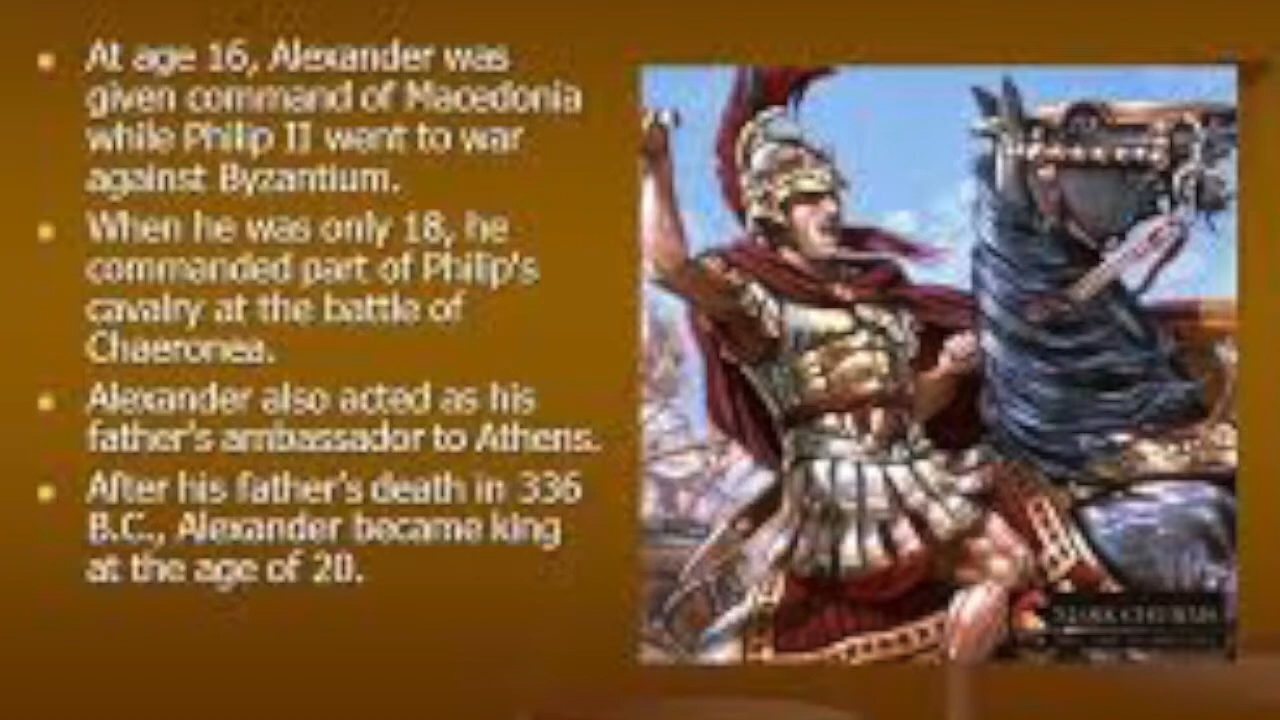 At age 16, Alexander was
given command of Macedonia
while Philip II went to war
against Byzantium.
When he was only 18, he
commanded part of Philip's
cavalry at the battle of
Chaeronea.
Alexander also acted as his
father's ambassador to Athens.
After his father's death in 336
B.C., Alexander became king
at the age of 20.